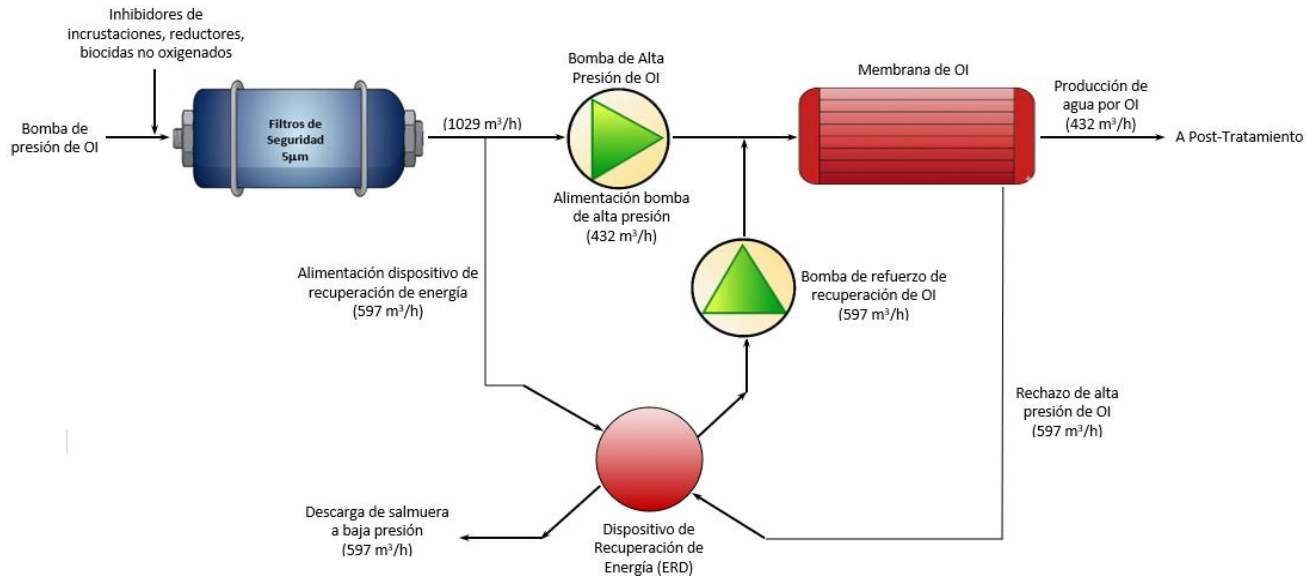 Inhibidores de
incrustaciones, reductores,
biocidas no oxigenados
Bomba de
presión de OI
Filtros de
Seguridad
5µm
(1029 m³/h)
Bomba de Alta
Presión de OI
Alimentación bomba
de alta presión
(432 m³/h)
Membrana de OI
Producción de
agua por OI
(432 m³/h)
A Post-Tratamiento
Alimentación dispositivo de
recuperación de energía
(597 m³/h)
Bomba de refuerzo de
recuperación de OI
(597 m³/h)
Rechazo de alta
presión de OI
(597 m³/h)
Descarga de salmuera
a baja presión
(597 m³/h)
Dispositivo de
Recuperación de
Energía (ERD)